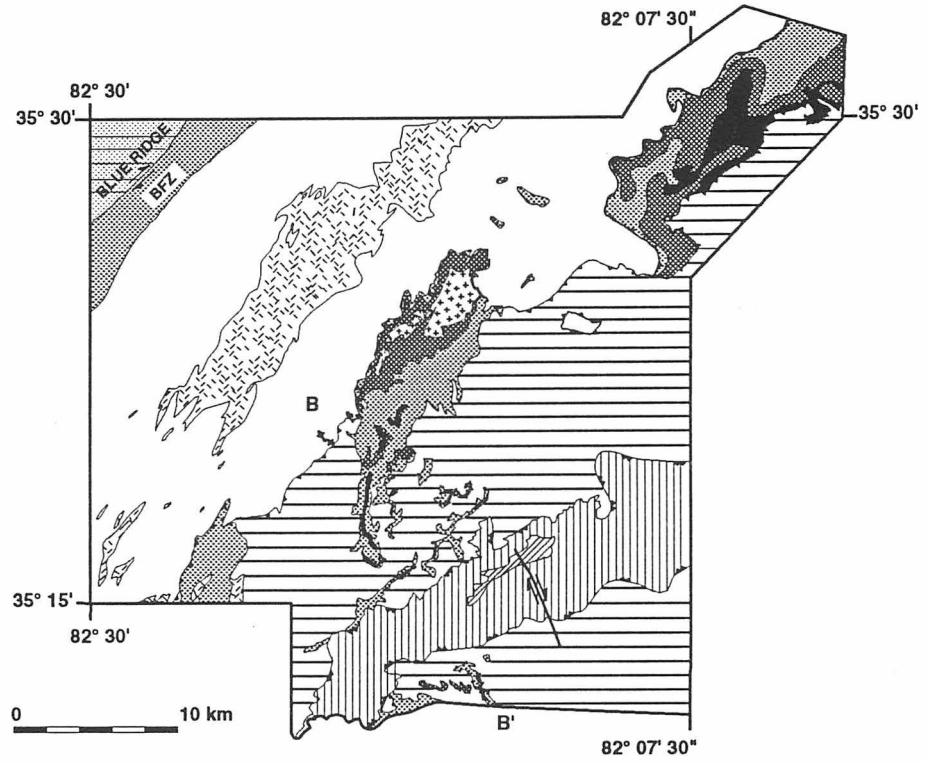 82° 07' 30"
82° 30'
35° 30'
35° 30'
BLUE RIDGE
BFZ
B
35° 15'
82° 30'
0 10 km
B'
82° 07' 30"